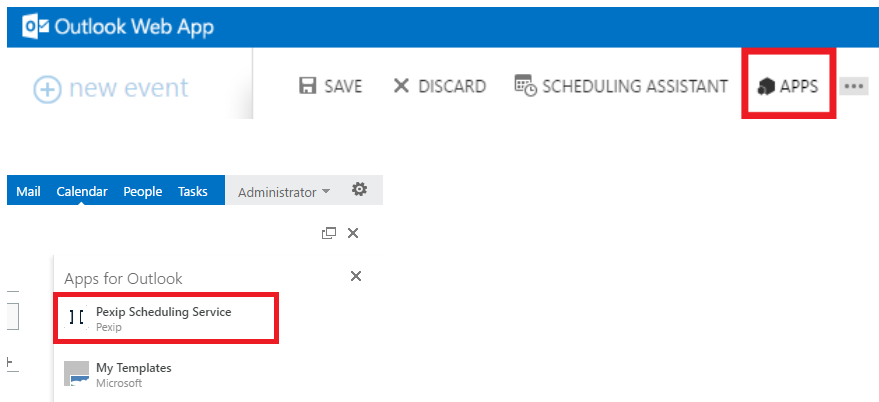 Outlook Web App
new event
SAVE
DISCARD
SCHEDULING ASSISTANT
APPS
Mail Calendar People Tasks Administrator
Apps for Outlook
Pexip Scheduling Service
Pexip
My Templates
Microsoft